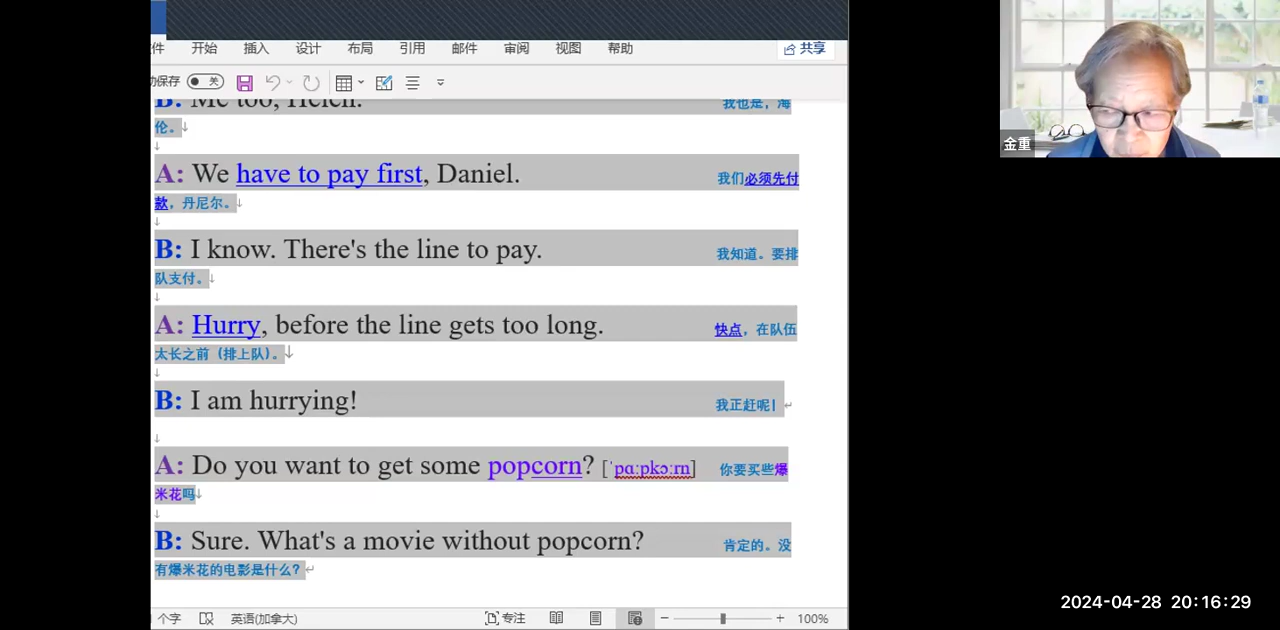 件 开始 插入 设计 布局 引用 邮件 审阅 视图 帮助 共享
动保存 关
B: Me too, Helen. 我也是，海
伦。
A: We have to pay first, Daniel. 我们必须先付
款，丹尼尔。
B: I know. There's the line to pay. 我知道。要排
队支付。
A: Hurry, before the line gets too long. 快点，在队伍
太长之前（排上队）。
B: I am hurrying! 我正赶呢！
A: Do you want to get some popcorn? [ˈpɑːpkɔːrn] 你要买些爆
米花吗
B: Sure. What's a movie without popcorn? 肯定的。没
有爆米花的电影是什么？
个字 英语(加拿大) 专注 100%
金重
2024-04-28 20:16:29